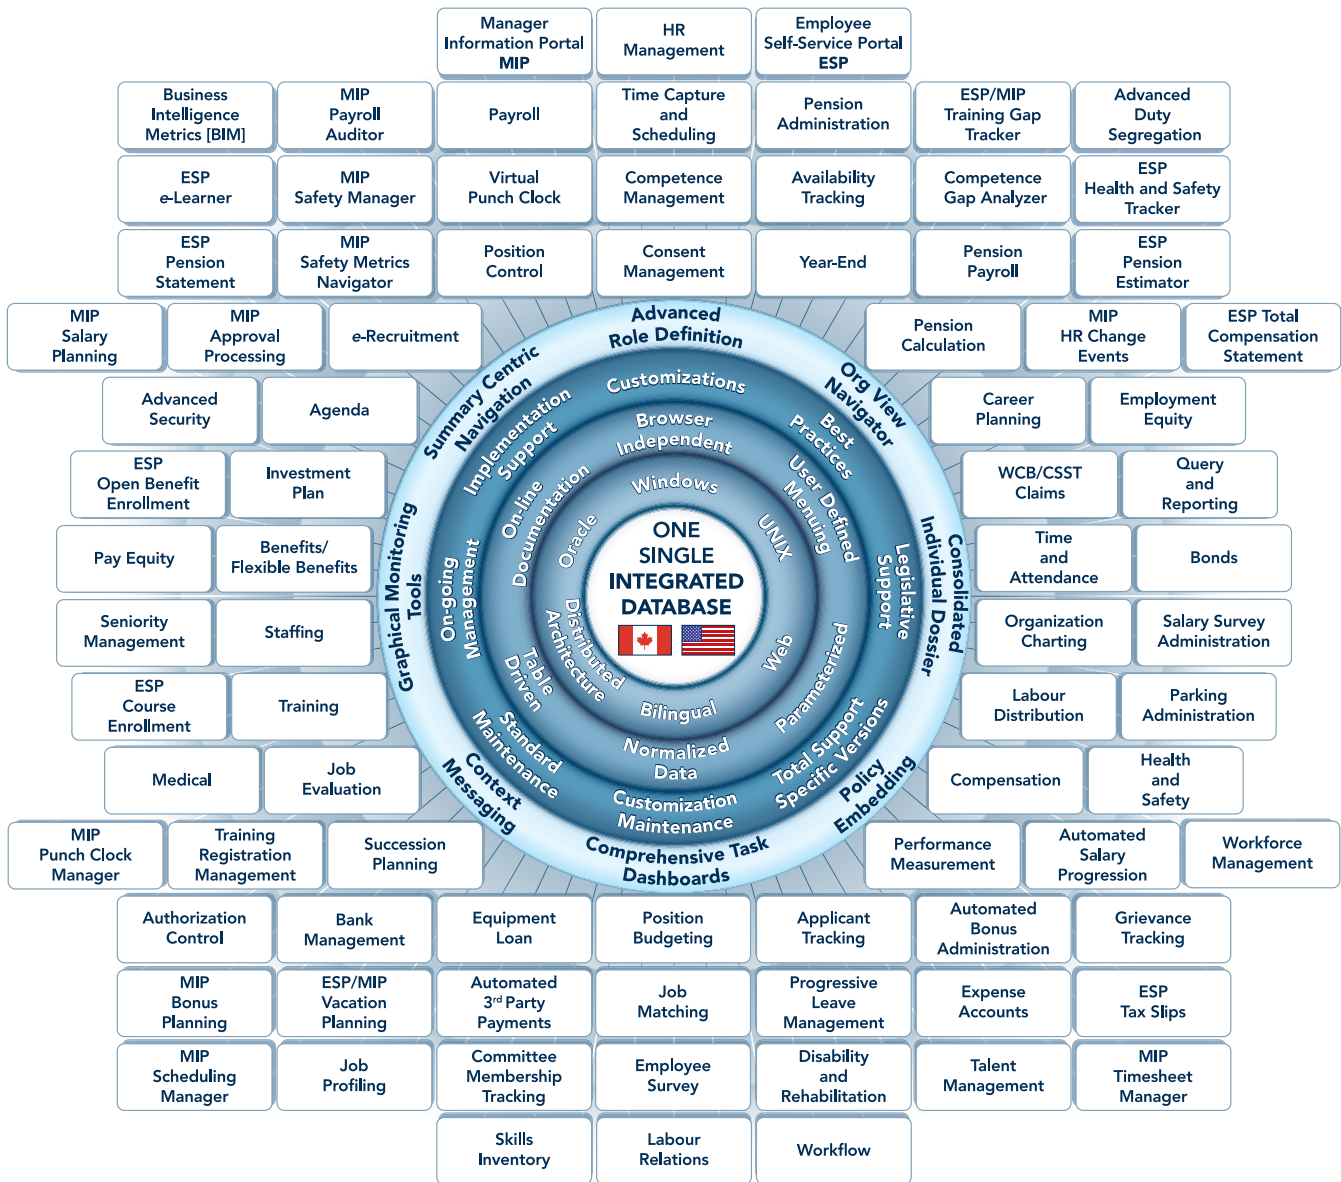 Manager
Information Portal
MIP
HR
Management
Employee
Self-Service Portal
ESP
Business
Intelligence
Metrics [BIM]
MIP
Payroll
Auditor
Payroll
Time Capture
and
Scheduling
Pension
Administration
ESP/MIP
Training Gap
Tracker
Advanced
Duty
Segregation
ESP
e-Learner
MIP
Safety Manager
Virtual
Punch Clock
Competence
Management
Availability
Tracking
Competence
Gap Analyzer
ESP
Health and Safety
Tracker
ESP
Pension
Statement
MIP
Safety Metrics
Navigator
Position
Control
Consent
Management
Year-End
Pension
Payroll
ESP
Pension
Estimator
MIP
Salary
Planning
MIP
Approval
Processing
e-Recruitment
Pension
Calculation
MIP
HR Change
Events
ESP Total
Compensation
Statement
Advanced
Security
Agenda
Career
Planning
Employment
Equity
ESP
Open Benefit
Enrollment
Investment
Plan
WCB/CSST
Claims
Query
and
Reporting
Pay Equity
Benefits/
Flexible Benefits
Time
and
Attendance
Bonds
Seniority
Management
Staffing
Organization
Charting
Salary Survey
Administration
ESP
Course
Enrollment
Training
Labour
Distribution
Parking
Administration
Medical
Job
Evaluation
Compensation
Health
and
Safety
MIP
Punch Clock
Manager
Training
Registration
Management
Succession
Planning
Performance
Measurement
Automated
Salary
Progression
Workforce
Management
Authorization
Control
Bank
Management
Equipment
Loan
Position
Budgeting
Applicant
Tracking
Automated
Bonus
Administration
Grievance
Tracking
MIP
Bonus
Planning
ESP/MIP
Vacation
Planning
Automated
3rd Party
Payments
Job
Matching
Progressive
Leave
Management
Expense
Accounts
ESP
Tax Slips
MIP
Scheduling
Manager
Job
Profiling
Committee
Membership
Tracking
Employee
Survey
Disability
and
Rehabilitation
Talent
Management
MIP
Timesheet
Manager
Skills
Inventory
Labour
Relations
Workflow
Advanced
Role Definition
Org View
Navigator
Consolidated
Individual Dossier
Policy
Embedding
Comprehensive Task
Dashboards
Context
Messaging
Graphical Monitoring
Tools
Summary Centric
Navigation
Customizations
Best
Practices
Legislative
Support
Total Support
Specific Versions
Customization
Maintenance
Standard
Maintenance
On-going
Management
Implementation
Support
Browser
Independent
User Defined
Menuing
Parameterized
Normalized
Data
Table
Driven
On-line
Documentation
Windows
UNIX
Web
Bilingual
Distributed
Architecture
Oracle
ONE
SINGLE
INTEGRATED
DATABASE